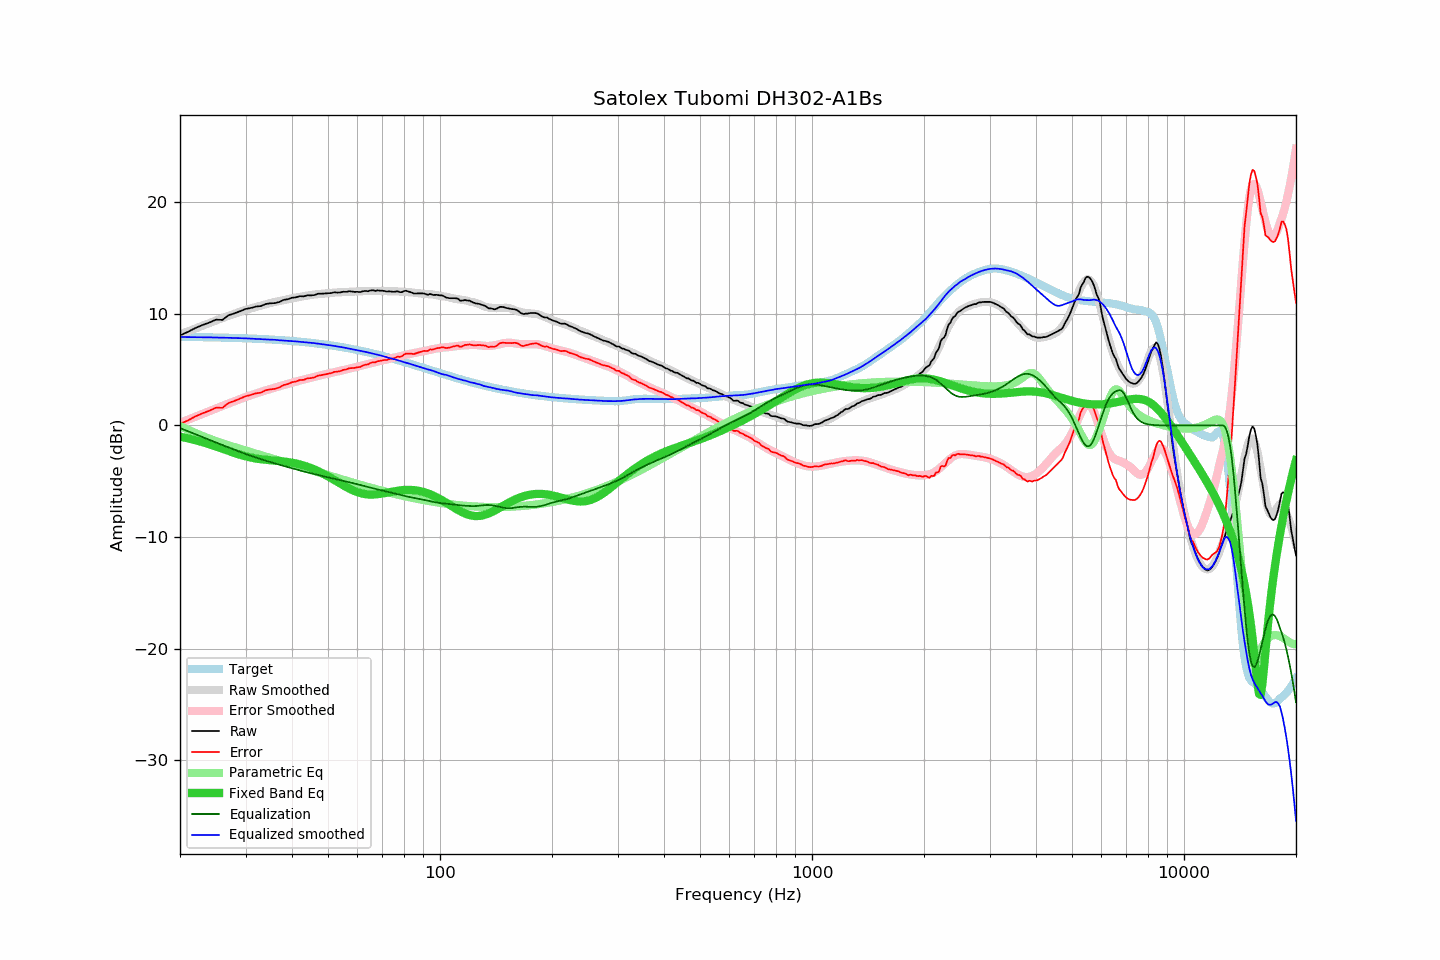 Satolex Tubomi DH302-A1Bs
Amplitude (dBr)
20
10
0
−10
−20
−30
Target
Raw Smoothed
Error Smoothed
Raw
Error
Parametric Eq
Fixed Band Eq
Equalization
Equalized smoothed
100
1000
10000
Frequency (Hz)